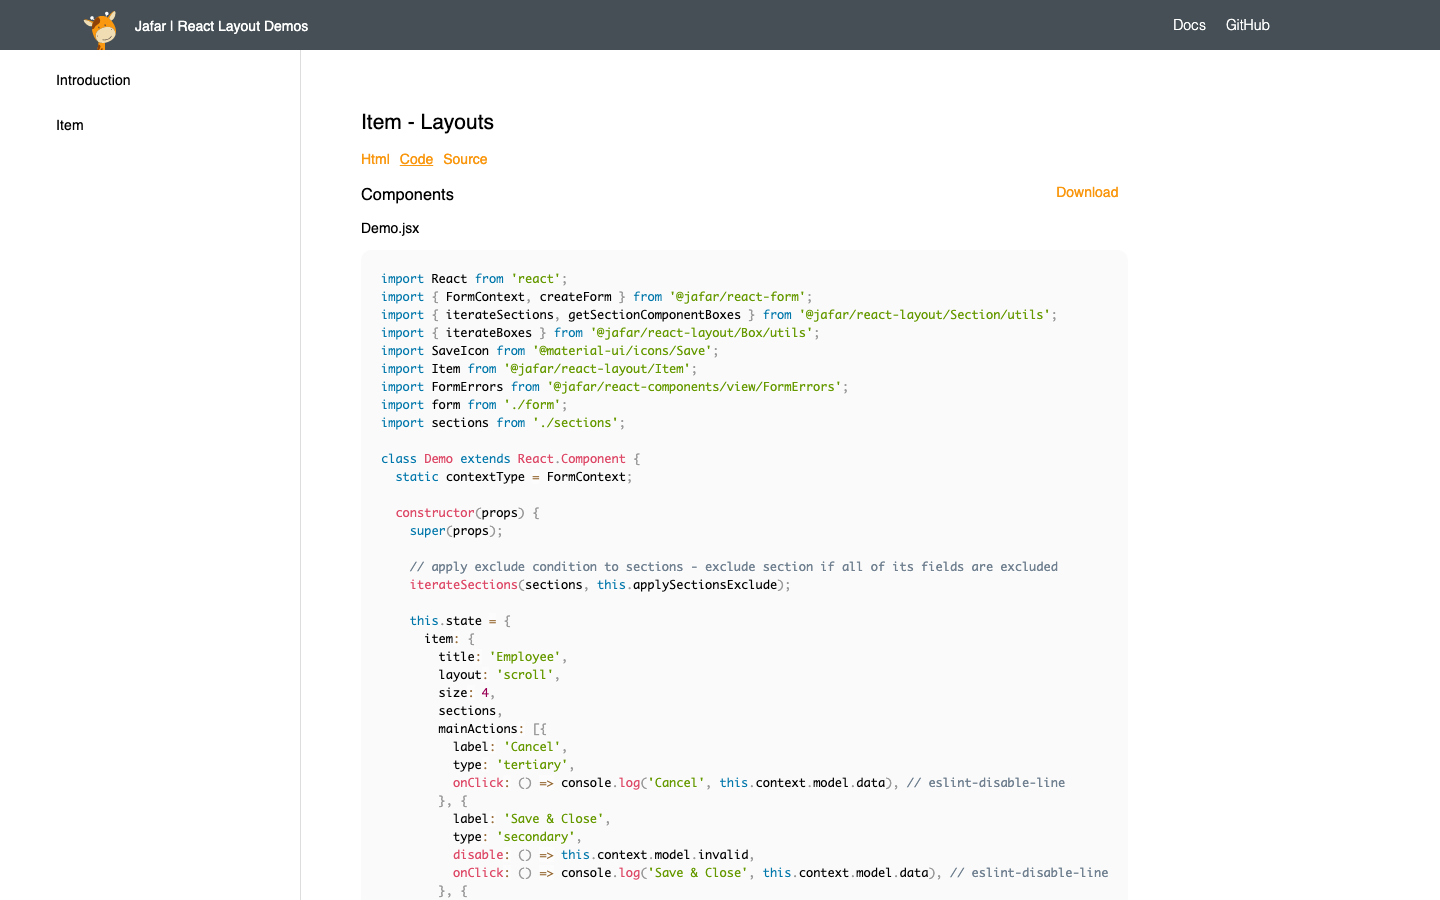 Jafar | React Layout Demos
Docs GitHub
Introduction
Item
Item - Layouts
Html Code Source
Components
Download
Demo.jsx
import React from 'react';
import { FormContext, createForm } from '@jafar/react-form';
import { iterateSections, getSectionComponentBoxes } from '@jafar/react-layout/Section/utils';
import { iterateBoxes } from '@jafar/react-layout/Box/utils';
import SaveIcon from '@material-ui/icons/Save';
import Item from '@jafar/react-layout/Item';
import FormErrors from '@jafar/react-components/view/FormErrors';
import form from './form';
import sections from './sections';
class Demo extends React.Component {
static contextType = FormContext;
constructor(props) {
super(props);
// apply exclude condition to sections - exclude section if all of its fields are excluded
iterateSections(sections, this.applySectionsExclude);
this.state = {
item: {
title: 'Employee',
layout: 'scroll',
size: 4,
sections,
mainActions: [{
label: 'Cancel',
type: 'tertiary',
onClick: () => console.log('Cancel', this.context.model.data), // eslint-disable-line
}, {
label: 'Save & Close',
type: 'secondary',
disable: () => this.context.model.invalid,
onClick: () => console.log('Save & Close', this.context.model.data), // eslint-disable-line
}, {